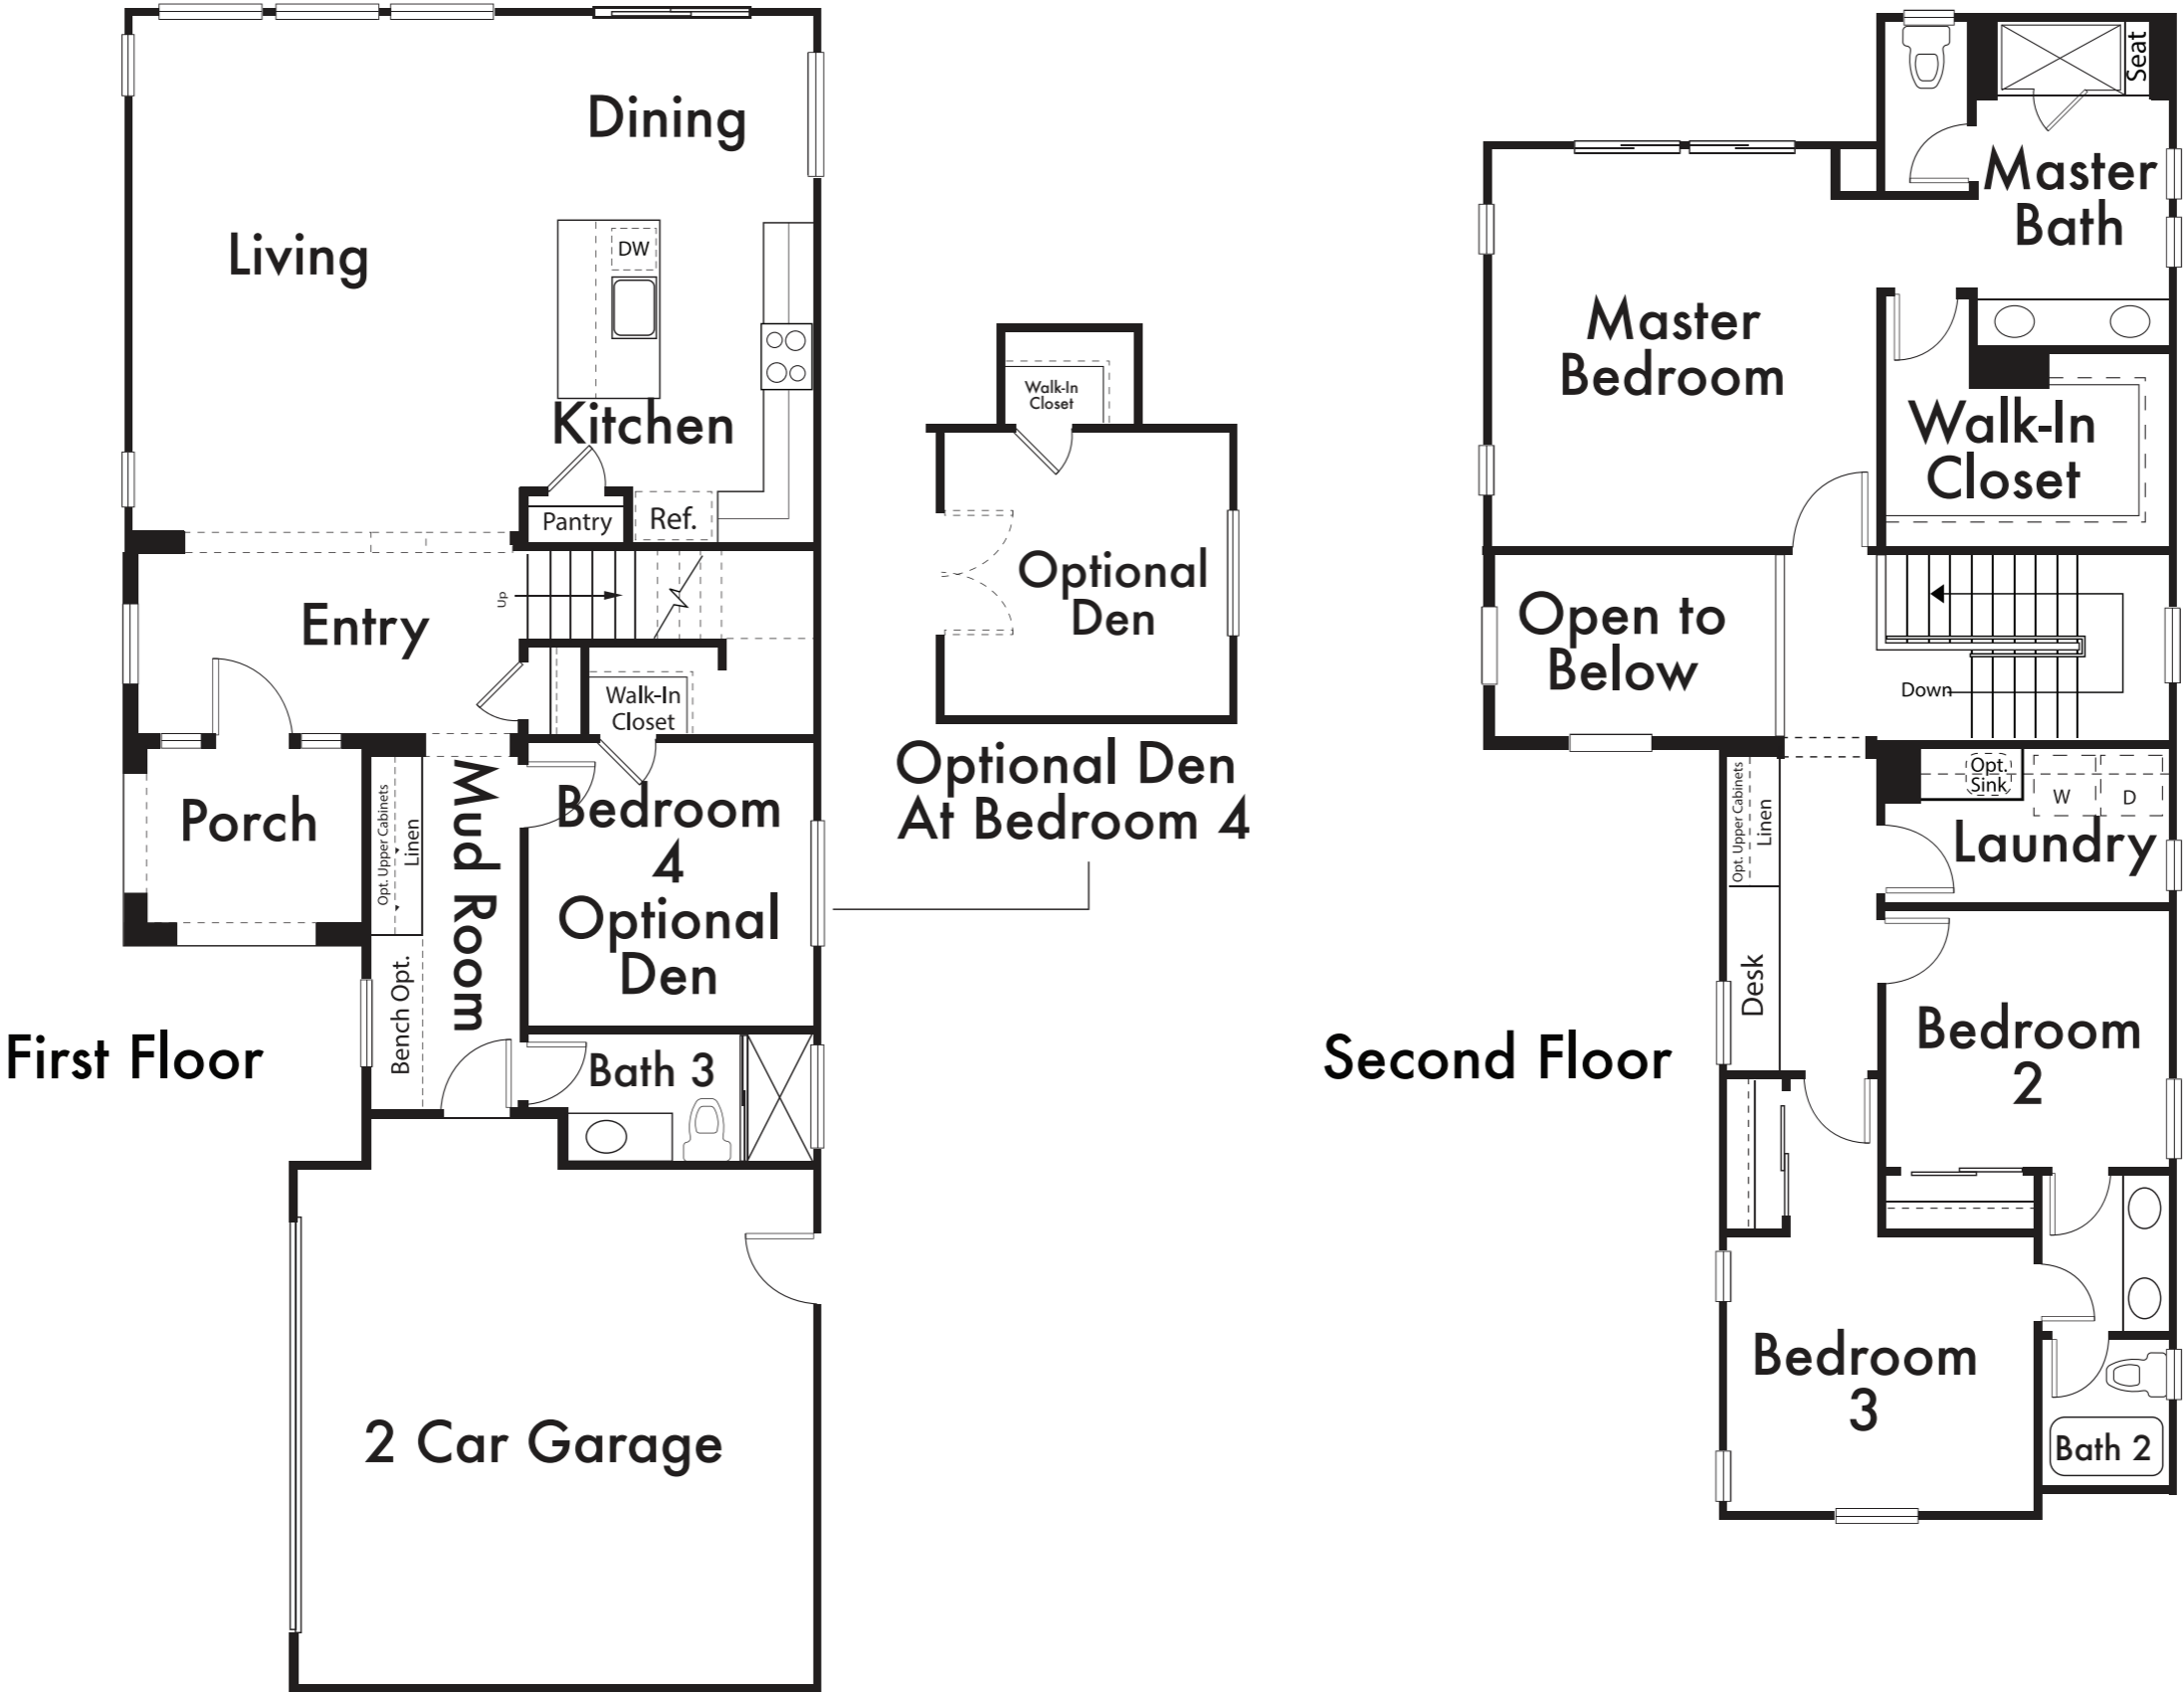 Dining
Living
DW
Kitchen
Pantry
Ref.
Up
Entry
Walk-In
Closet
Porch
Opt. Upper Cabinets
Linen
Mud Room
Bedroom
4
Optional
Den
Bench Opt.
First Floor
Bath 3
2 Car Garage
Walk-In
Closet
Optional
Den
Optional Den
At Bedroom 4
Seat
Master
Bath
Master
Bedroom
Walk-In
Closet
Open to
Below
Down
Opt.
Sink
W
D
Opt. Upper Cabinets
Linen
Laundry
Desk
Second Floor
Bedroom
2
Bedroom
3
Bath 2